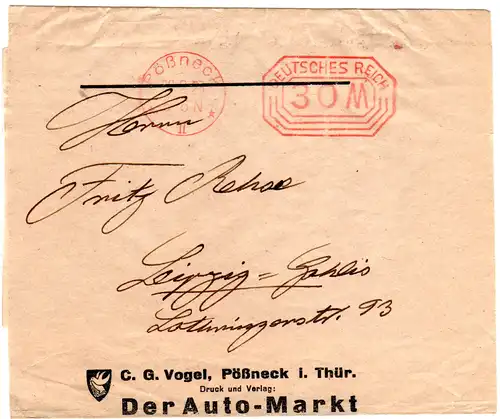 Pößneck
II
DEUTSCHES REICH
30 M
Herrn
Fritz Rehse
Leipzig=Gohlis
Lothringerstr. 93
C. G. Vogel, Pößneck i. Thür.
Druck und Verlag:
Der Auto-Markt